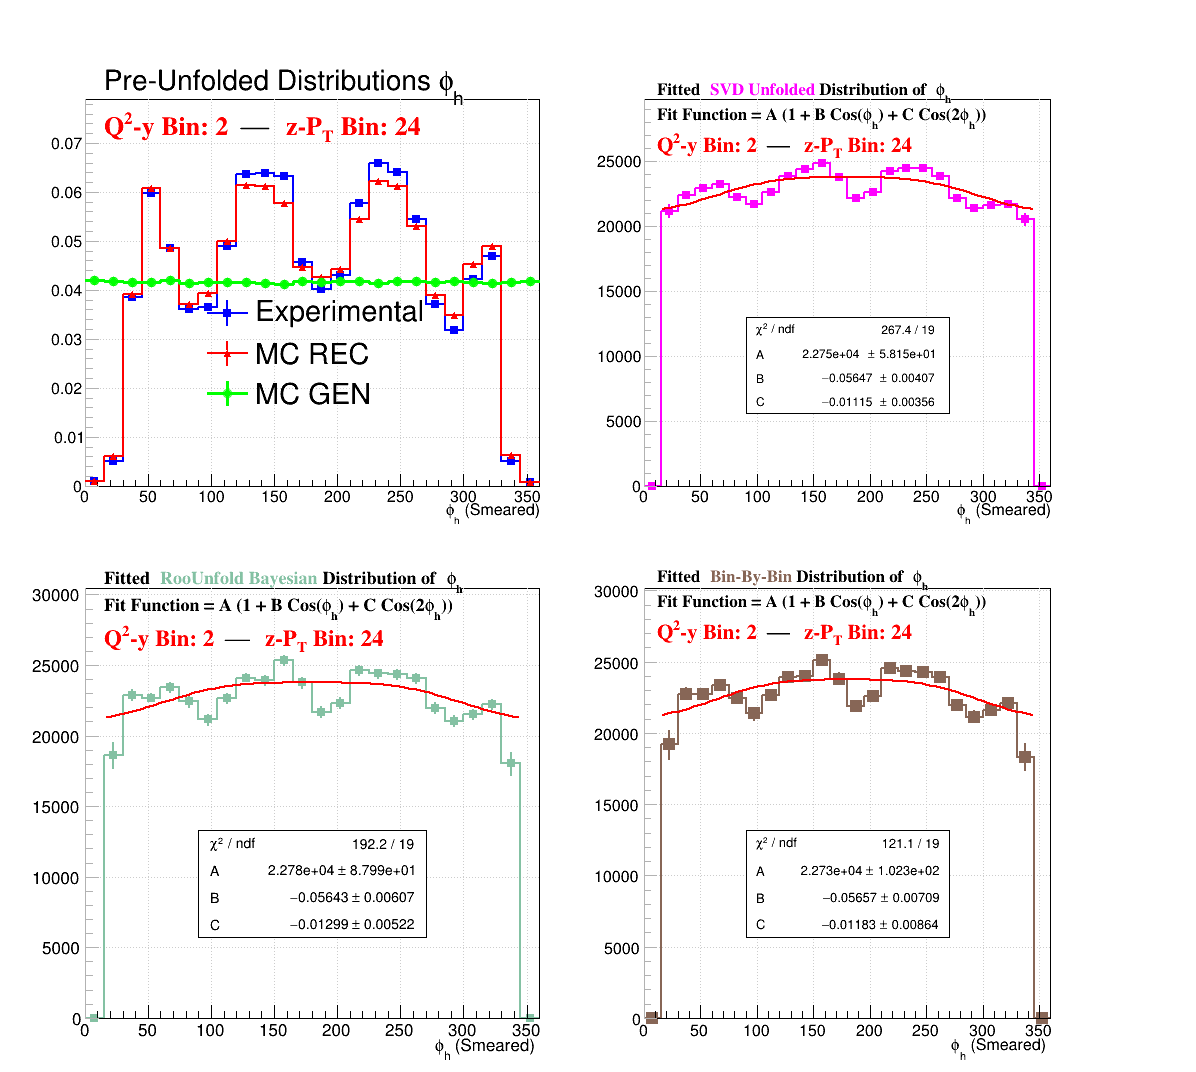 Pre-Unfolded Distributions ϕh
Q2-y Bin: 2 — z-PT Bin: 24
0.07
0.06
0.05
0.04
0.03
0.02
0.01
0
Experimental
MC REC
MC GEN
0 50 100 150 200 250 300 350
ϕh (Smeared)
Fitted SVD Unfolded Distribution of ϕh
Fit Function = A (1 + B Cos(ϕh) + C Cos(2ϕh))
Q2-y Bin: 2 — z-PT Bin: 24
25000
20000
15000
10000
5000
0
χ2 / ndf 267.4 / 19
A 2.275e+04 ± 5.815e+01
B −0.05647 ± 0.00407
C −0.01115 ± 0.00356
0 50 100 150 200 250 300 350
ϕh (Smeared)
Fitted RooUnfold Bayesian Distribution of ϕh
Fit Function = A (1 + B Cos(ϕh) + C Cos(2ϕh))
Q2-y Bin: 2 — z-PT Bin: 24
30000
25000
20000
15000
10000
5000
0
χ2 / ndf 192.2 / 19
A 2.278e+04 ± 8.799e+01
B −0.05643 ± 0.00607
C −0.01299 ± 0.00522
0 50 100 150 200 250 300 350
ϕh (Smeared)
Fitted Bin-By-Bin Distribution of ϕh
Fit Function = A (1 + B Cos(ϕh) + C Cos(2ϕh))
Q2-y Bin: 2 — z-PT Bin: 24
30000
25000
20000
15000
10000
5000
0
χ2 / ndf 121.1 / 19
A 2.273e+04 ± 1.023e+02
B −0.05657 ± 0.00709
C −0.01183 ± 0.00864
0 50 100 150 200 250 300 350
ϕh (Smeared)